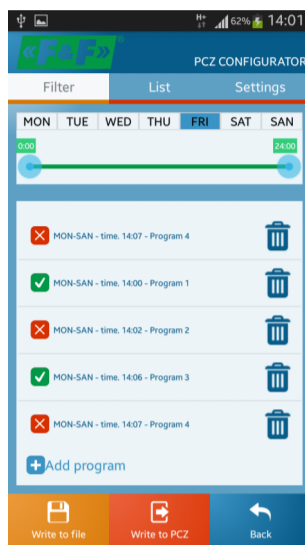 H+
62% 14:01
«F&F»®
PCZ CONFIGURATOR
Filter List Settings
MON TUE WED THU FRI SAT SAN
0:00 24:00
MON-SAN - time. 14:07 - Program 4
MON-SAN - time. 14:00 - Program 1
MON-SAN - time. 14:02 - Program 2
MON-SAN - time. 14:06 - Program 3
MON-SAN - time. 14:07 - Program 4
Add program
Write to file Write to PCZ Back